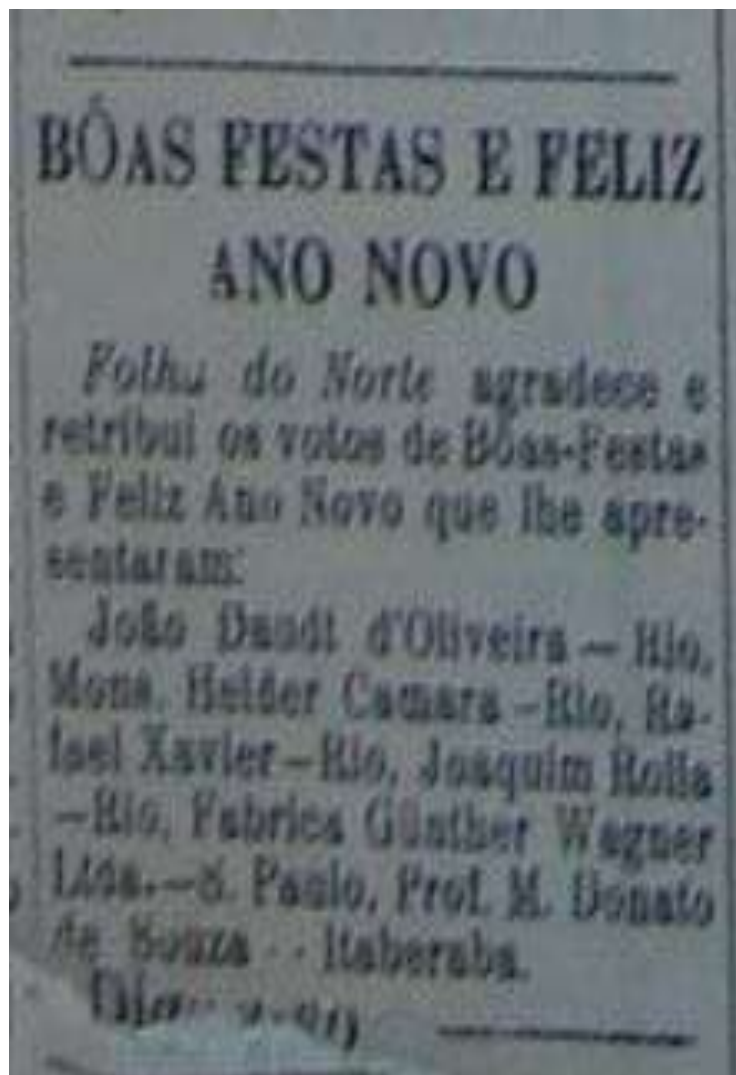 BÔAS FESTAS E FELIZ
ANO NOVO
Folha do Norte agradece e
retribui os votos de Bôas-Festas
e Feliz Ano Novo que lhe apre-
sentaram:
João Daudt d'Oliveira — Rio,
Mons. Helder Camara — Rio, Ra-
fael Xavier — Rio, Joaquim Rolla
— Rio, Fabrica Günther Wagner
Ltda. — S. Paulo, Prof. M. Donato
de Souza - - Itaberaba.